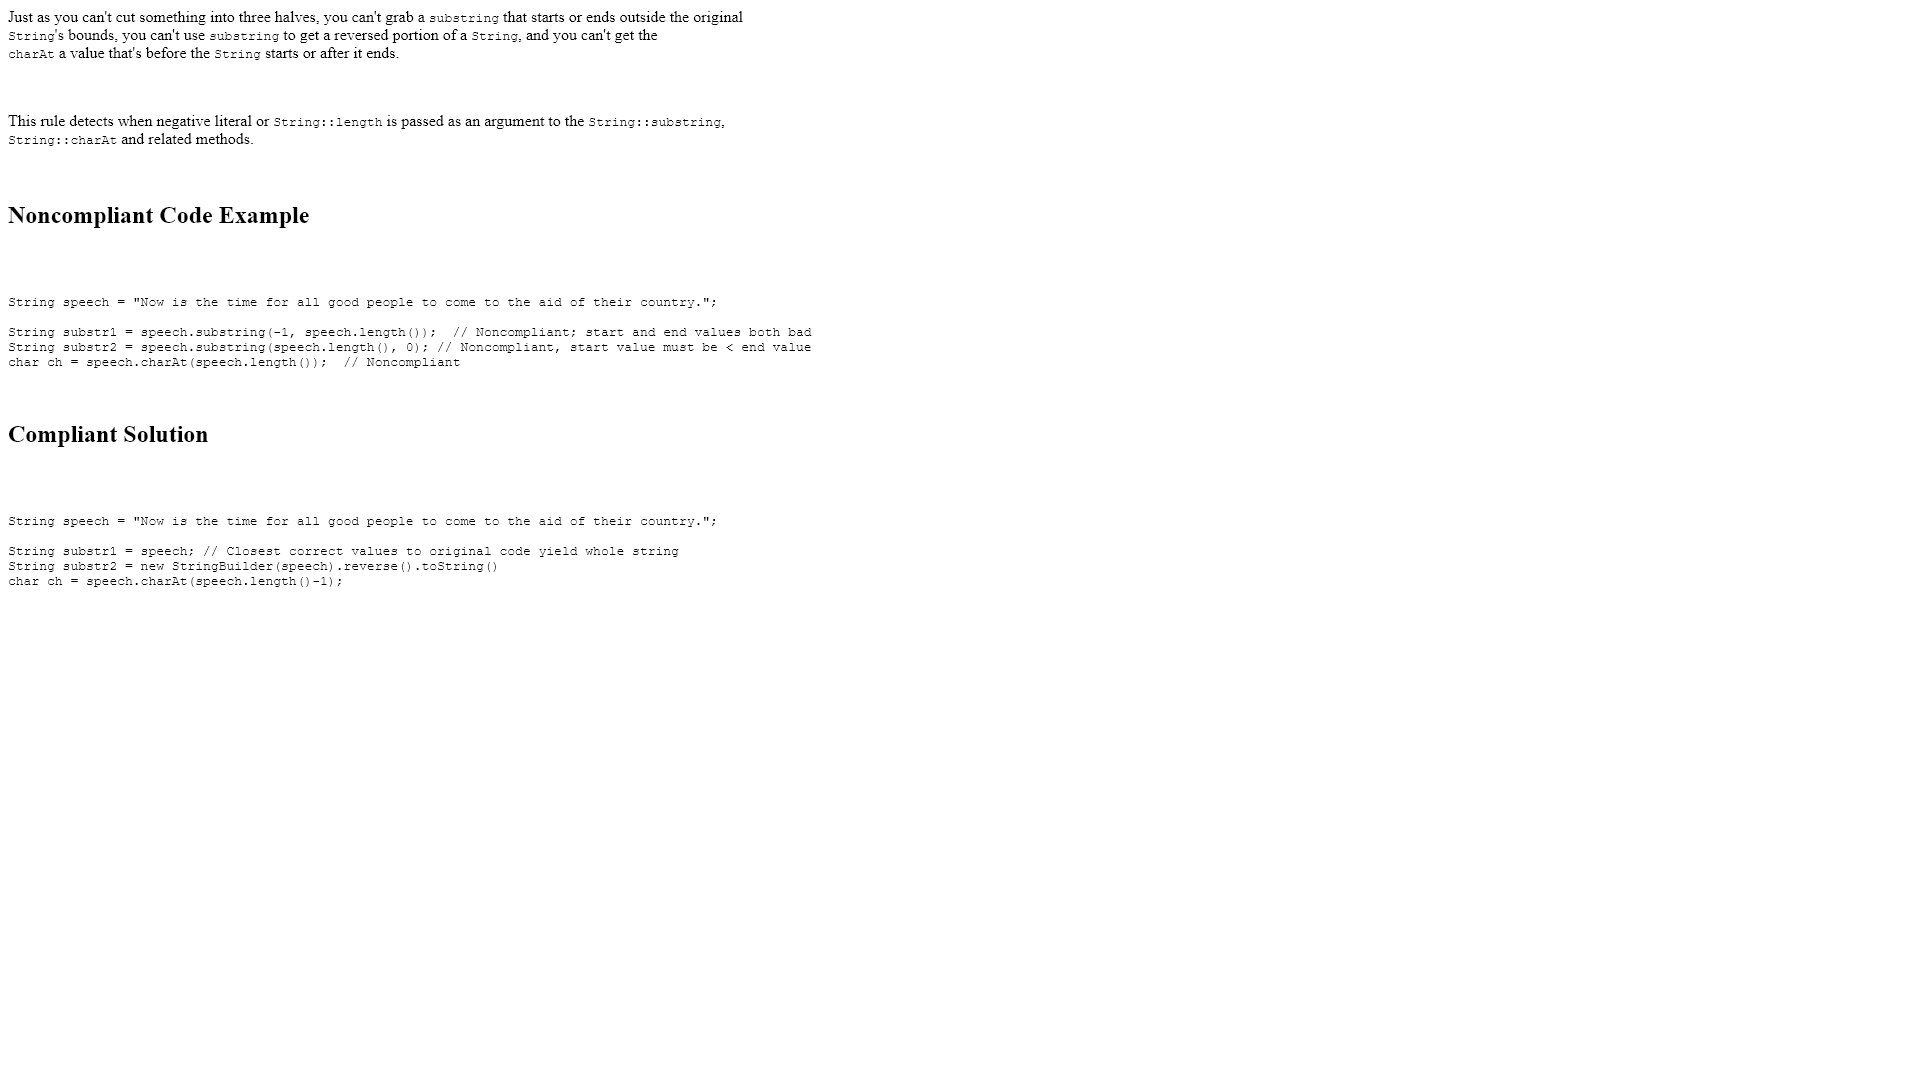 Just as you can't cut something into three halves, you can't grab a substring that starts or ends outside the original
String's bounds, you can't use substring to get a reversed portion of a String, and you can't get the
charAt a value that's before the String starts or after it ends.
This rule detects when negative literal or String::length is passed as an argument to the String::substring,
String::charAt and related methods.
Noncompliant Code Example
String speech = "Now is the time for all good people to come to the aid of their country.";
String substr1 = speech.substring(-1, speech.length());  // Noncompliant; start and end values both bad
String substr2 = speech.substring(speech.length(), 0); // Noncompliant, start value must be < end value
char ch = speech.charAt(speech.length());  // Noncompliant
Compliant Solution
String speech = "Now is the time for all good people to come to the aid of their country.";
String substr1 = speech; // Closest correct values to original code yield whole string
String substr2 = new StringBuilder(speech).reverse().toString()
char ch = speech.charAt(speech.length()-1);